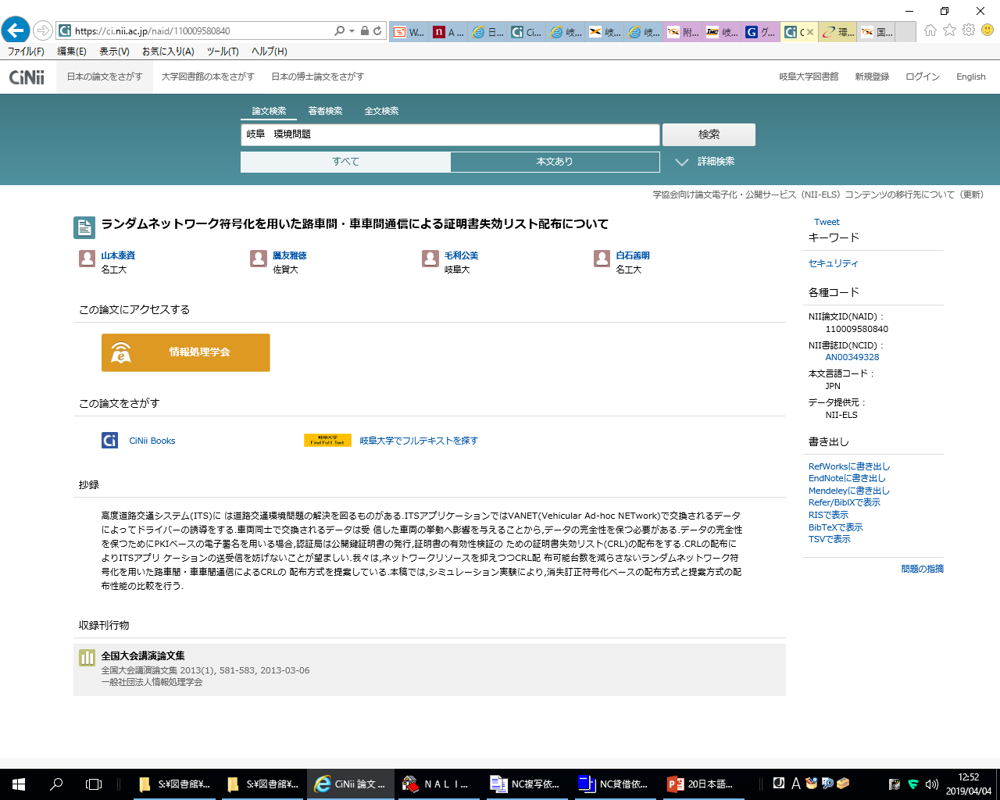 https://ci.nii.ac.jp/naid/110009580840
W...
A ...
日...
Ci...
岐...
岐...
岐...
附...
岐...
グ...
環...
国...
ファイル(F) 編集(E) 表示(V) お気に入り(A) ツール(T) ヘルプ(H)
CiNii 日本の論文をさがす 大学図書館の本をさがす 日本の博士論文をさがす 岐阜大学図書館 新規登録 ログイン English
論文検索 著者検索 全文検索
岐阜　環境問題 検索
すべて 本文あり 詳細検索
学協会向け論文電子化・公開サービス（NII-ELS）コンテンツの移行先について（更新）
ランダムネットワーク符号化を用いた路車間・車車間通信による証明書失効リスト配布について
山本泰資 廣友雅徳 毛利公美 白石善明
名工大 佐賀大 岐阜大 名工大
この論文にアクセスする
情報処理学会
この論文をさがす
CiNii Books 岐阜大学 Find Full Text 岐阜大学でフルテキストを探す
抄録
高度道路交通システム(ITS)に は道路交通環境問題の解決を図るものがある.ITSアプリケーションではVANET(Vehicular Ad-hoc NETwork)で交換されるデータ
によってドライバーの誘導をする.車両同士で交換されるデータは受 信した車両の挙動へ影響を与えることから,データの完全性を保つ必要がある.データの完全性
を保つためにPKIベースの電子署名を用いる場合,認証局は公開鍵証明書の発行,証明書の有効性検証の ための証明書失効リスト(CRL)の配布をする.CRLの配布に
よりITSアプリ ケーションの送受信を妨げないことが望ましい.我々は,ネットワークリソースを抑えつつCRL配 布可能台数を減らさないランダムネットワーク符
号化を用いた路車間・車車間通信によるCRLの 配布方式を提案している.本稿では,シミュレーション実験により,消失訂正符号化ベースの配布方式と提案方式の配
布性能の比較を行う.
収録刊行物
全国大会講演論文集
全国大会講演論文集 2013(1), 581-583, 2013-03-06
一般社団法人情報処理学会
Tweet
キーワード
セキュリティ
各種コード
NII論文ID(NAID)：
110009580840
NII書誌ID(NCID)：
AN00349328
本文言語コード：
JPN
データ提供元：
NII-ELS
書き出し
RefWorksに書き出し
EndNoteに書き出し
Mendeleyに書き出し
Refer/BibIXで表示
RISで表示
BibTeXで表示
TSVで表示
問題の指摘
S:¥図書館¥... S:¥図書館¥... CiNii 論文 ... ＮＡＬＩ... NC複写依... NC貸借依... 20日本語... A
12:52
2019/04/04